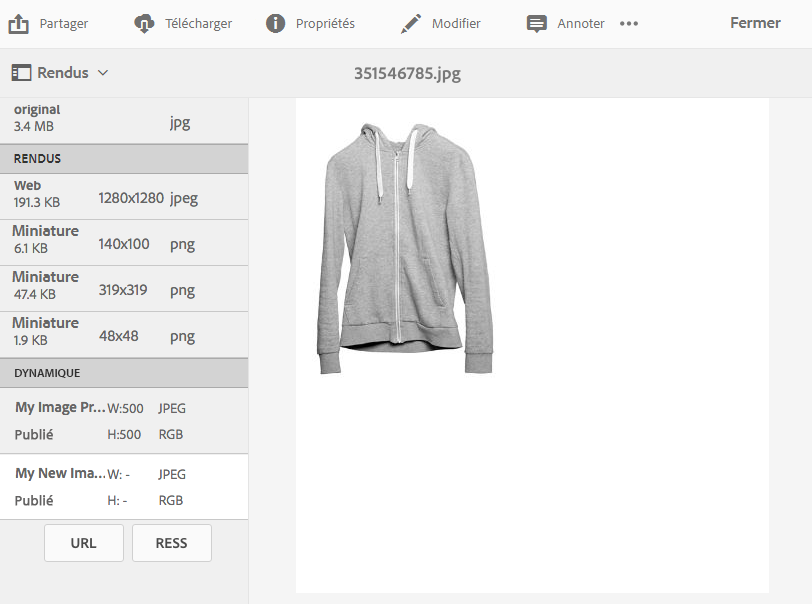 Partager Télécharger Propriétés Modifier Annoter ••• Fermer
Rendus 351546785.jpg
original
3.4 MB jpg
RENDUS
Web
191.3 KB 1280x1280 jpeg
Miniature
6.1 KB 140x100 png
Miniature
47.4 KB 319x319 png
Miniature
1.9 KB 48x48 png
DYNAMIQUE
My Image Pr... W:500 JPEG
Publié H:500 RGB
My New Ima... W: - JPEG
Publié H: - RGB
URL RESS